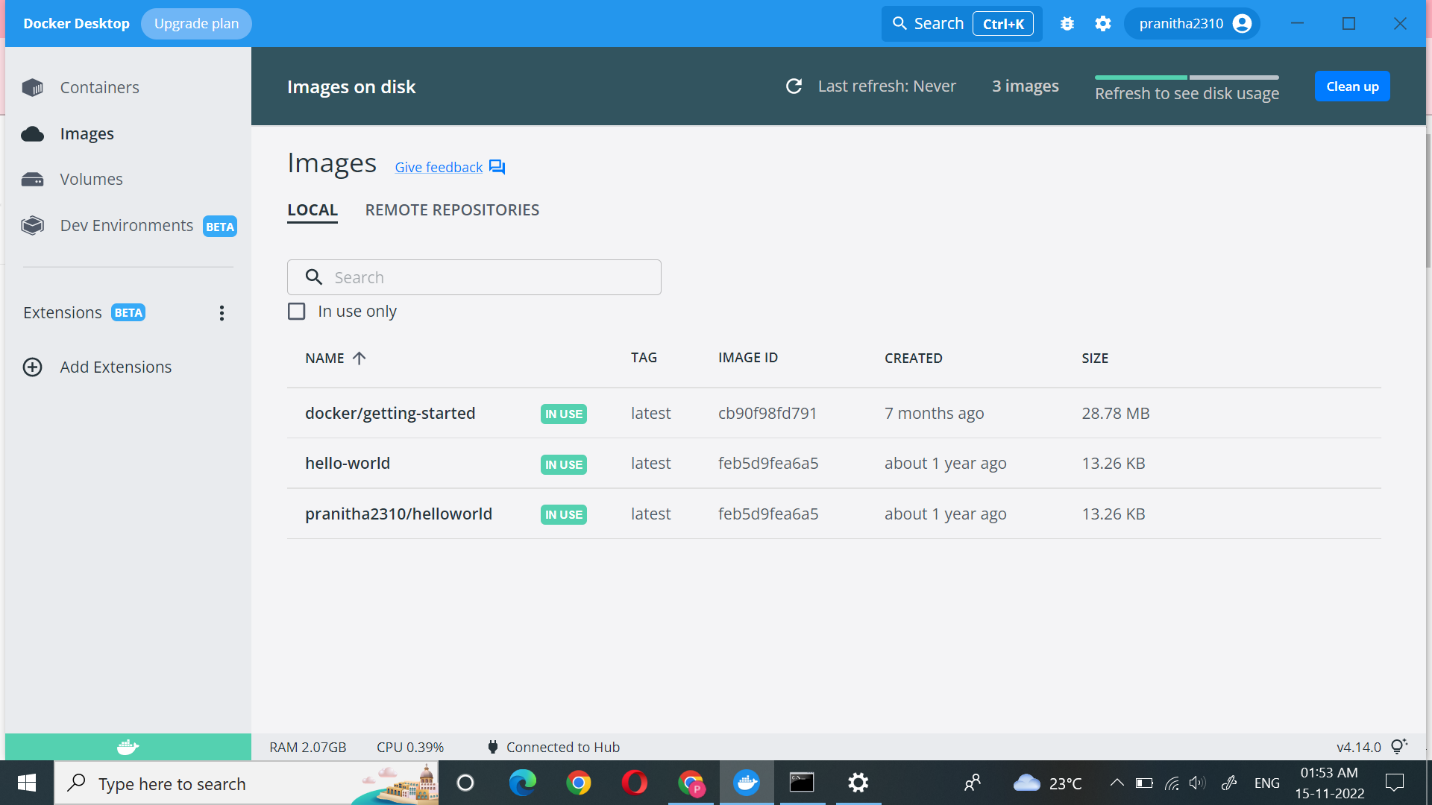 Docker Desktop Upgrade plan Search Ctrl+K pranitha2310
Containers
Images
Volumes
Dev Environments BETA
Extensions BETA
Add Extensions
Images on disk Last refresh: Never 3 images Refresh to see disk usage Clean up
Images Give feedback
LOCAL REMOTE REPOSITORIES
Search
In use only
NAME TAG IMAGE ID CREATED SIZE
docker/getting-started IN USE latest cb90f98fd791 7 months ago 28.78 MB
hello-world IN USE latest feb5d9fea6a5 about 1 year ago 13.26 KB
pranitha2310/helloworld IN USE latest feb5d9fea6a5 about 1 year ago 13.26 KB
RAM 2.07GB CPU 0.39% Connected to Hub v4.14.0
Type here to search P 23°C ENG 01:53 AM
15-11-2022